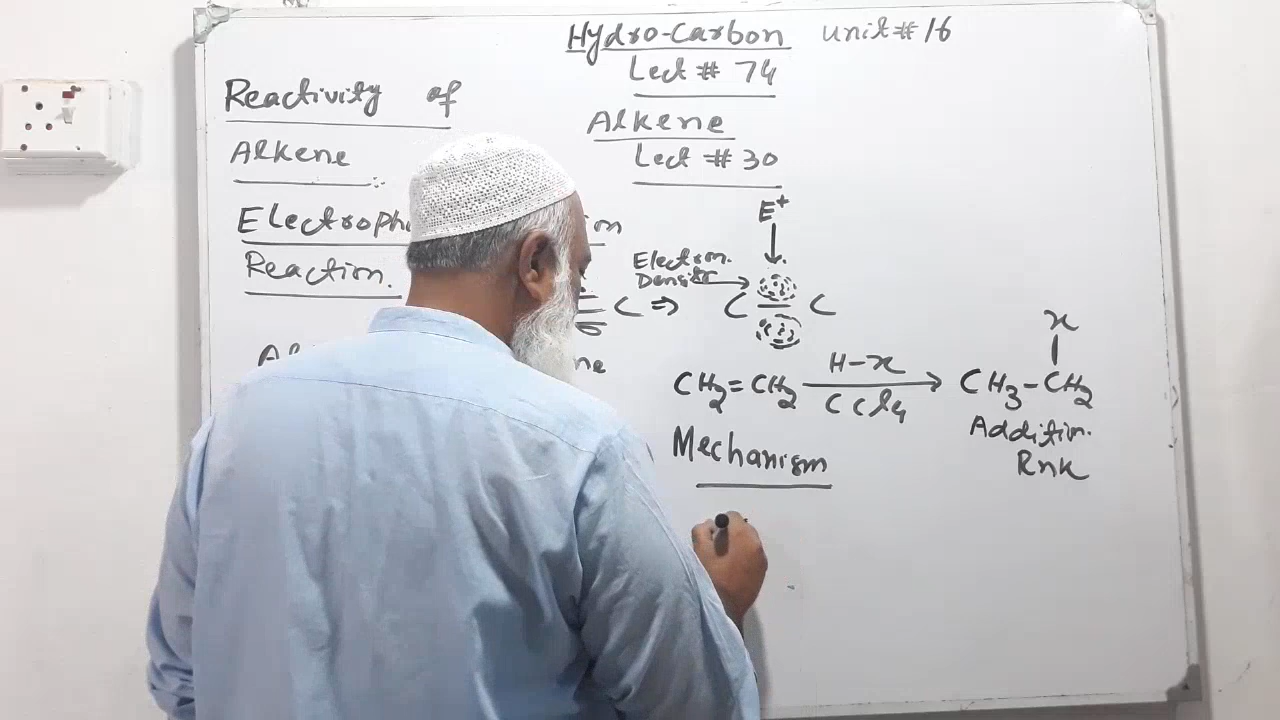 Hydro-Carbon unit # 16
Lect # 74
Alkene
Lect # 30
Reactivity of
Alkene
Reaction.
E+
Electron.
Density
C ⇒ C = C
CH2=CH2 H-x CCl4 → CH3-CH2
x
Addition.
Rnk
Mechanism